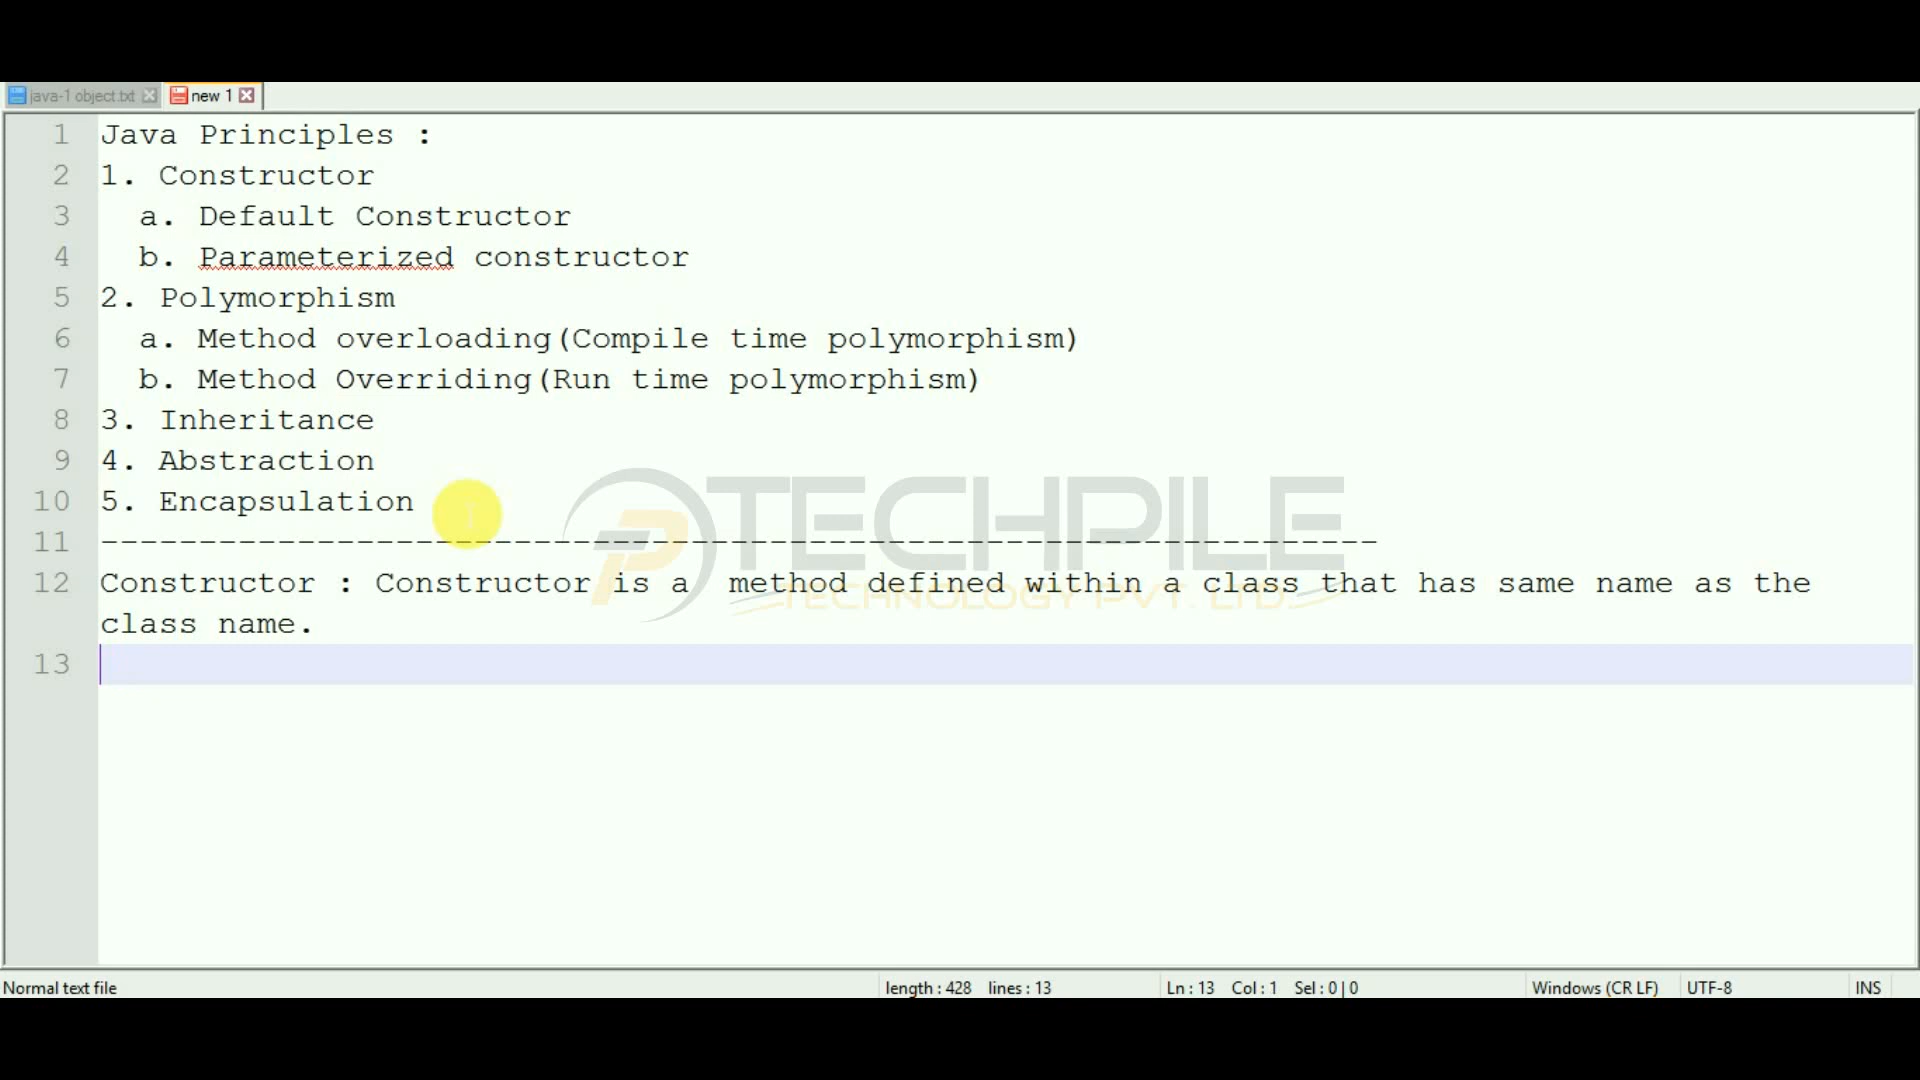 java-1 object.txt new 1
1 Java Principles :
2 1. Constructor
3 a. Default Constructor
4 b. Parameterized constructor
5 2. Polymorphism
6 a. Method overloading(Compile time polymorphism)
7 b. Method Overriding(Run time polymorphism)
8 3. Inheritance
9 4. Abstraction
10 5. Encapsulation
TECHPILE
11 -----------------------------------------------------------------
12 Constructor : Constructor is a  method defined within a class that has same name as the
TECHNOLOGY PVT. LTD.
class name.
13
Normal text file length : 428 lines : 13 Ln : 13 Col : 1 Sel : 0 | 0 Windows (CR LF) UTF-8 INS